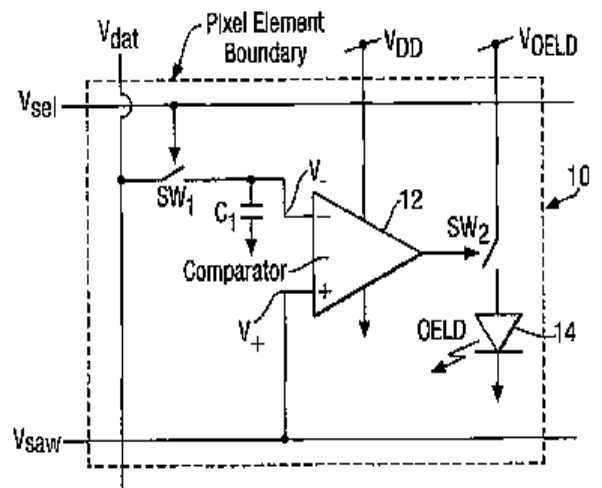 Pixel Element
Boundary
Vdat
VDD
VOELD
Vsel
SW1
C1
V-
12
10
SW2
−
Comparator
+
V+
OELD
14
Vsaw